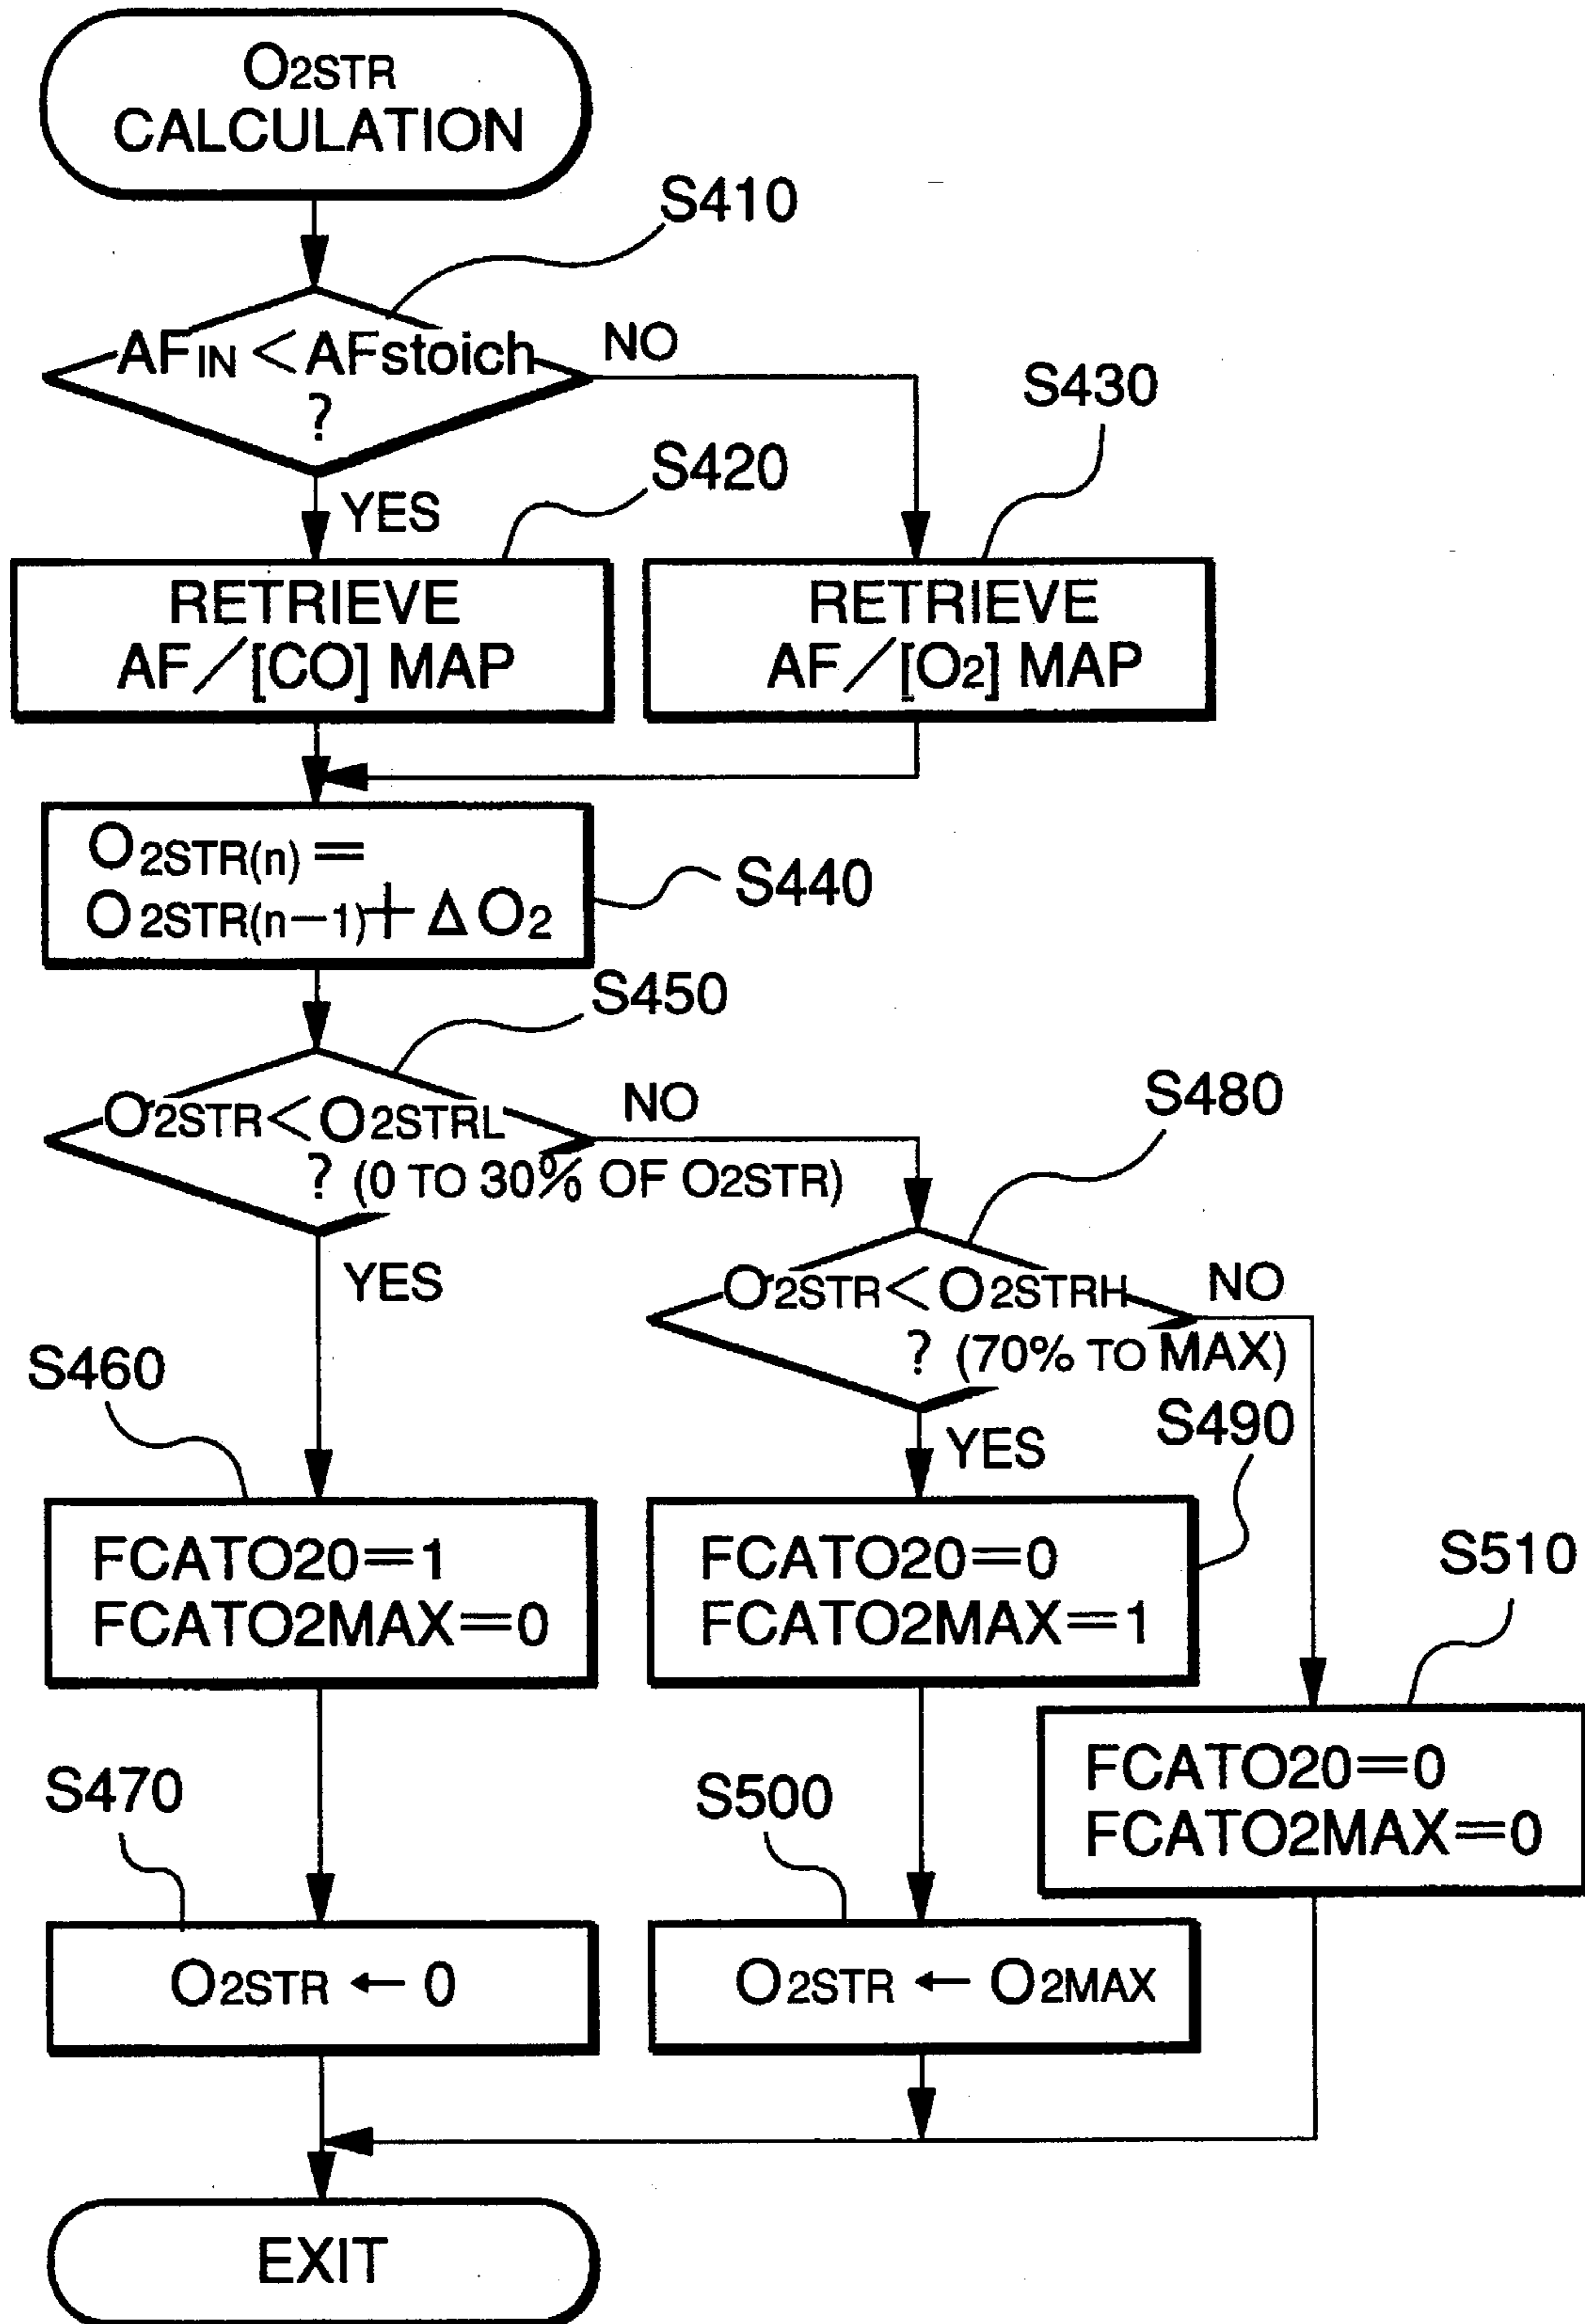 O2STR
CALCULATION
S410
AFIN < AFstoich
?
NO
YES
S420
S430
RETRIEVE
AF/[CO] MAP
RETRIEVE
AF/[O2] MAP
O2STR(n) =
O2STR(n-1) + ΔO2
S440
S450
O2STR < O2STRL
? (0 TO 30% OF O2STR)
NO
YES
S480
O2STR < O2STRH
? (70% TO MAX)
NO
YES
S460
FCATO20=1
FCATO2MAX=0
S490
FCATO20=0
FCATO2MAX=1
S510
FCATO20=0
FCATO2MAX=0
S470
O2STR ← 0
S500
O2STR ← O2MAX
EXIT